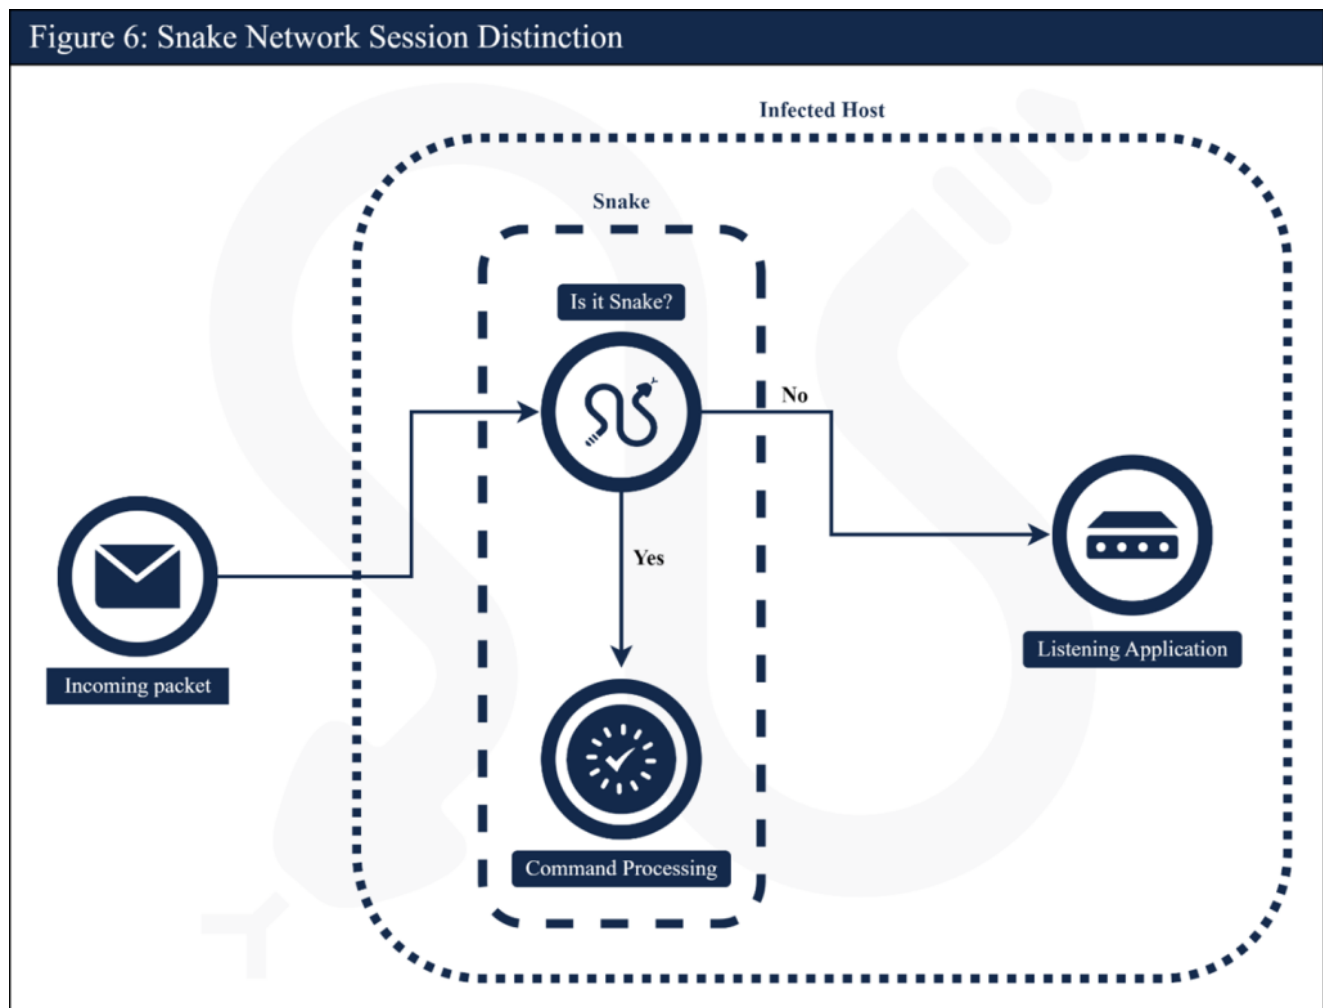 Figure 6: Snake Network Session Distinction
Infected Host
Snake
Is it Snake?
No
Yes
Listening Application
Incoming packet
Command Processing